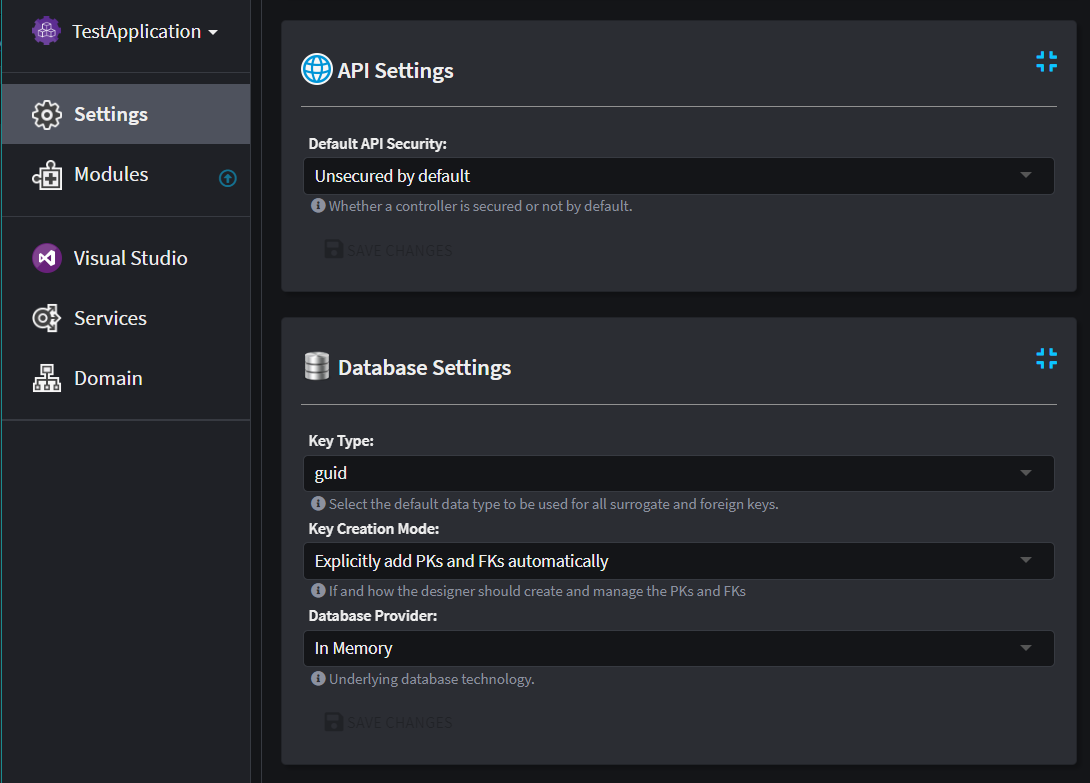 TestApplication
Settings
Modules
Visual Studio
Services
Domain
API Settings
Default API Security:
Unsecured by default
Whether a controller is secured or not by default.
SAVE CHANGES
Database Settings
Key Type:
guid
Select the default data type to be used for all surrogate and foreign keys.
Key Creation Mode:
Explicitly add PKs and FKs automatically
If and how the designer should create and manage the PKs and FKs
Database Provider:
In Memory
Underlying database technology.
SAVE CHANGES